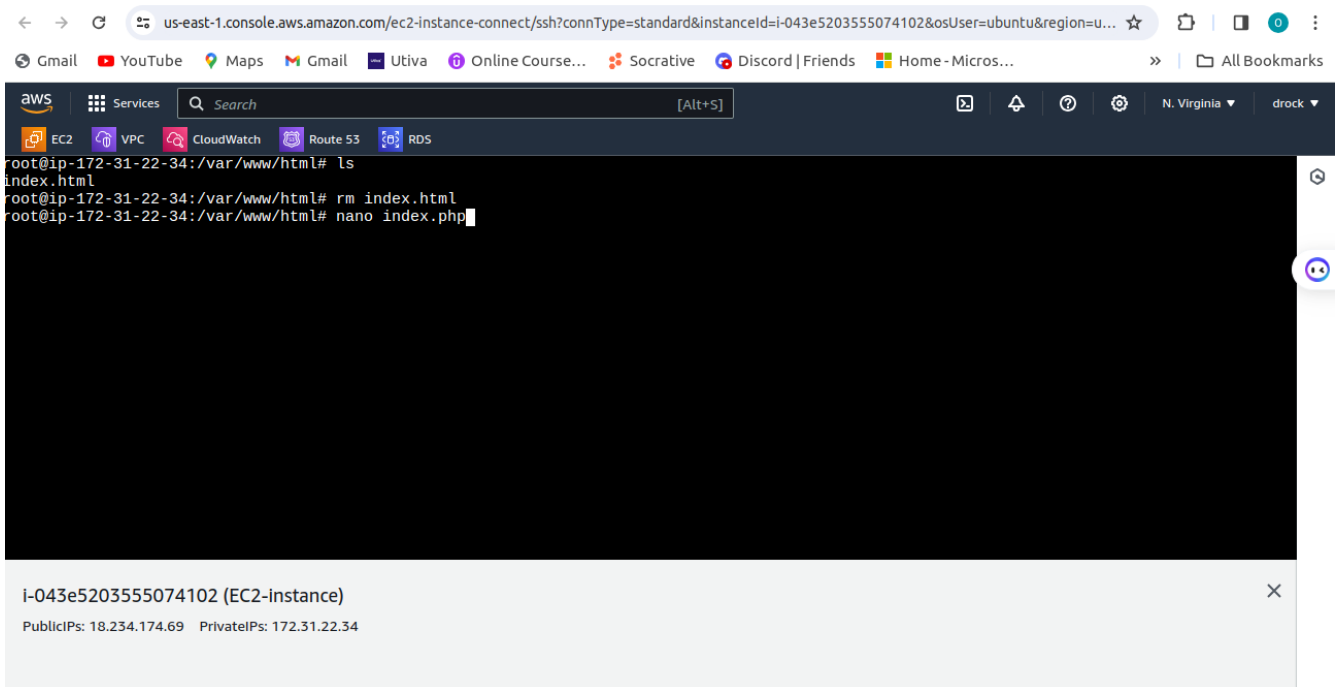 us-east-1.console.aws.amazon.com/ec2-instance-connect/ssh?connType=standard&instanceId=i-043e5203555074102&osUser=ubuntu&region=u...
Gmail YouTube Maps Gmail Utiva Online Course... Socrative Discord | Friends Home - Micros... » All Bookmarks
aws Services Search [Alt+S] N. Virginia ▼ drock ▼
EC2 VPC CloudWatch Route 53 RDS
root@ip-172-31-22-34:/var/www/html# ls
index.html
root@ip-172-31-22-34:/var/www/html# rm index.html
root@ip-172-31-22-34:/var/www/html# nano index.php
i-043e5203555074102 (EC2-instance)
PublicIPs: 18.234.174.69 PrivateIPs: 172.31.22.34